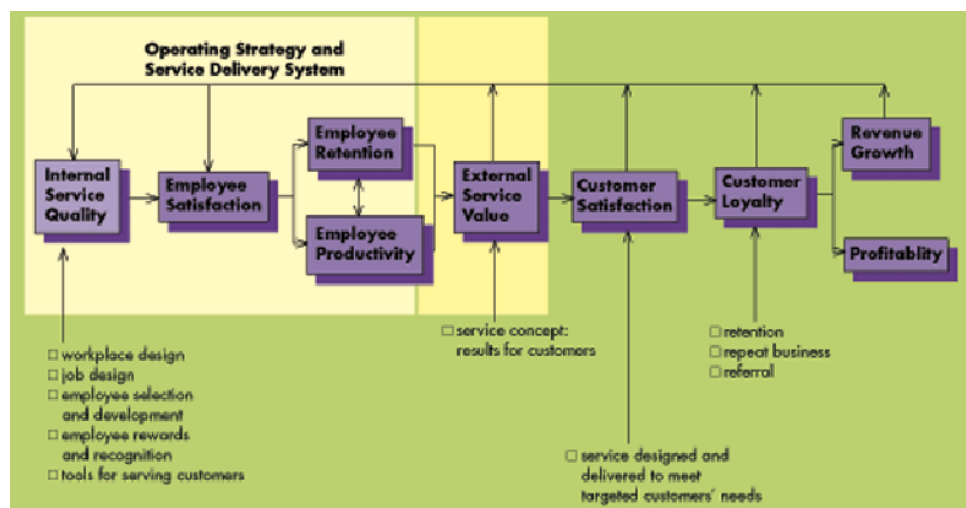 Operating Strategy and
Service Delivery System
Internal
Service
Quality
Employee
Satisfaction
Employee
Retention
Employee
Productivity
External
Service
Value
Customer
Satisfaction
Customer
Loyalty
Revenue
Growth
Profitablity
workplace design
job design
employee selection
and development
employee rewards
and recognition
tools for serving customers
service concept:
results for customers
service designed and
delivered to meet
targeted customers' needs
retention
repeat business
referral